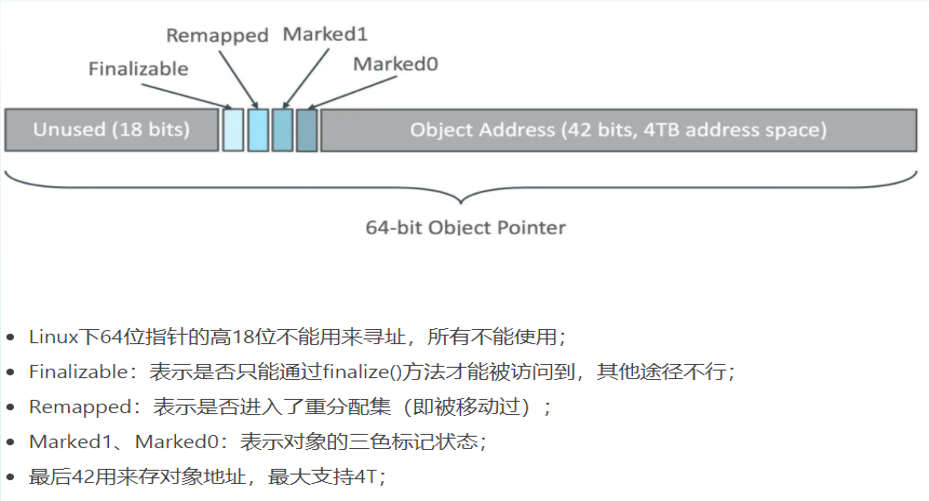 Remapped Marked1
Finalizable Marked0
Unused (18 bits) Object Address (42 bits, 4TB address space)
64-bit Object Pointer
Linux下64位指针的高18位不能用来寻址，所有不能使用；
Finalizable：表示是否只能通过finalize()方法才能被访问到，其他途径不行；
Remapped：表示是否进入了重分配集（即被移动过）；
Marked1、Marked0：表示对象的三色标记状态；
最后42用来存对象地址，最大支持4T；